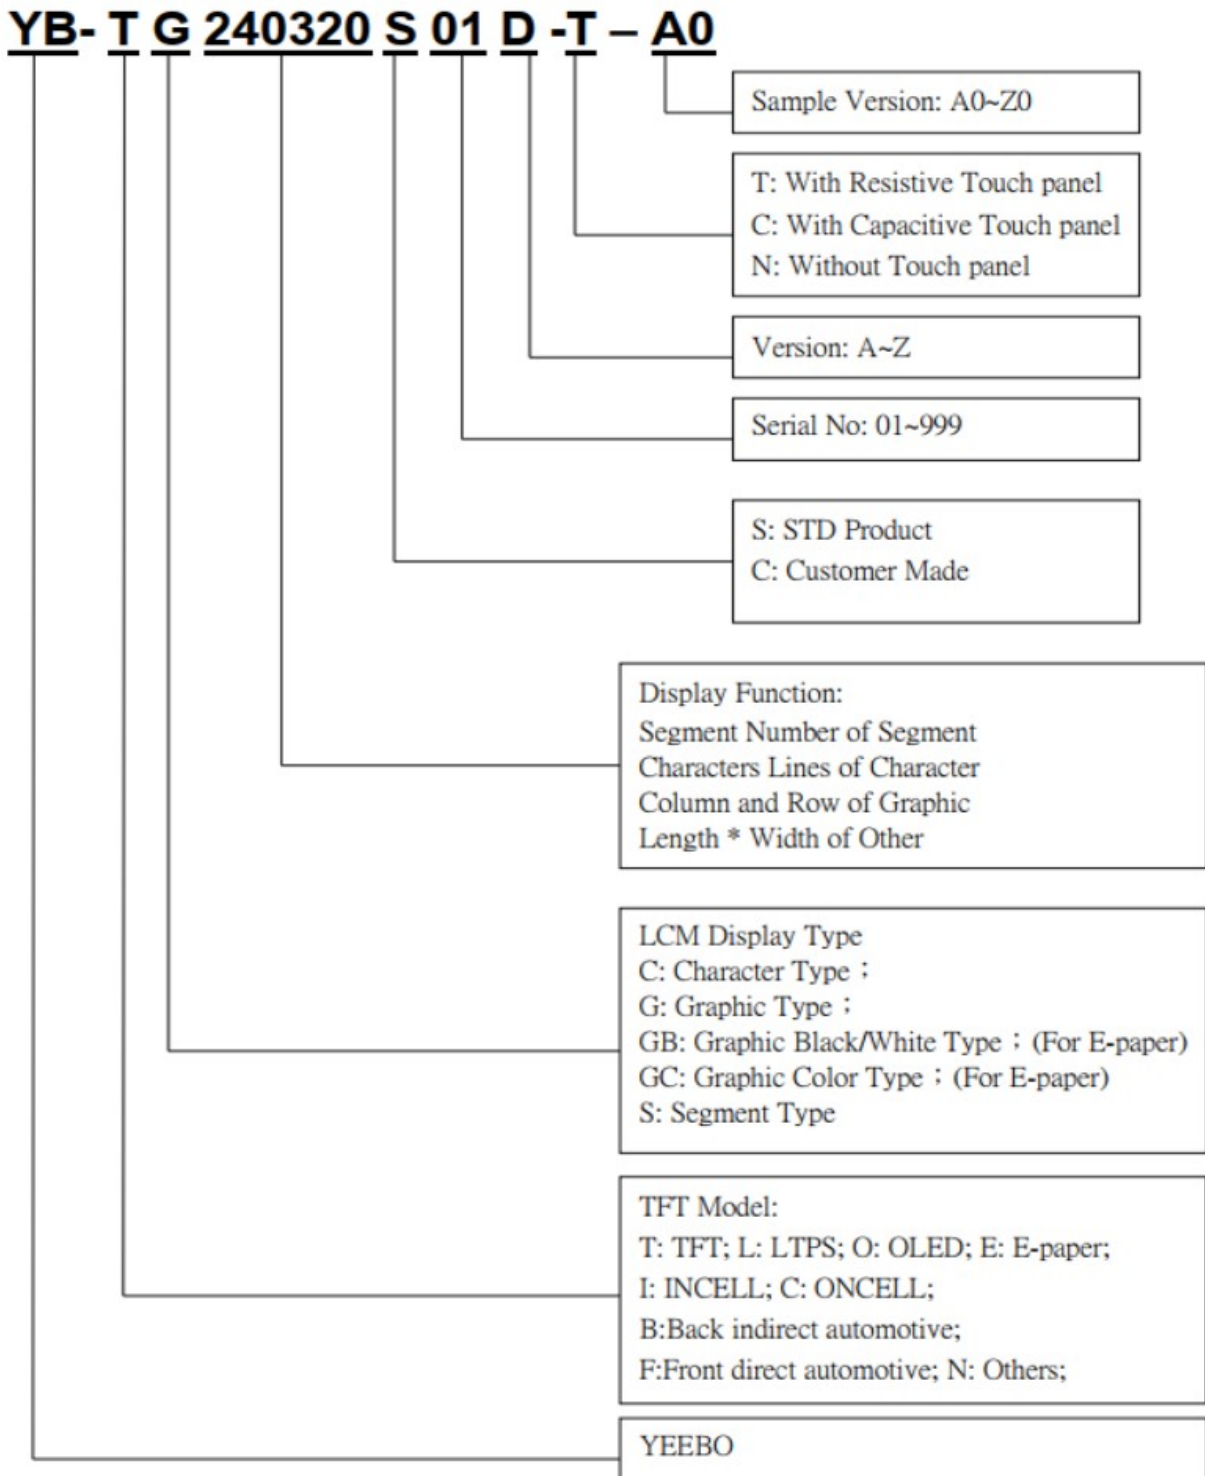 YB- T G 240320 S 01 D -T – A0
Sample Version: A0~Z0
T: With Resistive Touch panel
C: With Capacitive Touch panel
N: Without Touch panel
Version: A~Z
Serial No: 01~999
S: STD Product
C: Customer Made
Display Function:
Segment Number of Segment
Characters Lines of Character
Column and Row of Graphic
Length * Width of Other
LCM Display Type
C: Character Type；
G: Graphic Type；
GB: Graphic Black/White Type；(For E-paper)
GC: Graphic Color Type；(For E-paper)
S: Segment Type
TFT Model:
T: TFT; L: LTPS; O: OLED; E: E-paper;
I: INCELL; C: ONCELL;
B:Back indirect automotive;
F:Front direct automotive; N: Others;
YEEBO